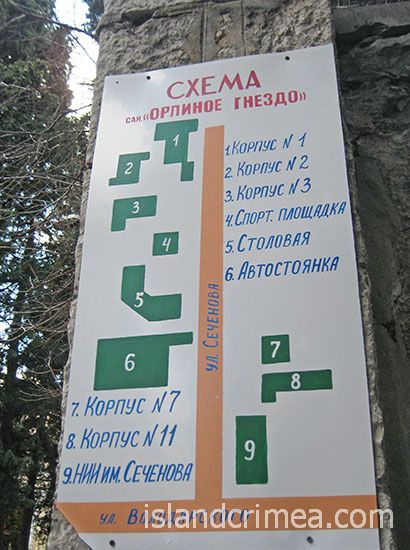 СХЕМА
САН. «ОРЛИНОЕ ГНЕЗДО»
1
2
3
4
5
6
1. КОРПУС N 1
2. КОРПУС N 2
3. КОРПУС N 3
4. СПОРТ. ПЛОЩАДКА
5. СТОЛОВАЯ
6. АВТОСТОЯНКА
УЛ. СЕЧЕНОВА
7
8
9
7. КОРПУС N 7
8. КОРПУС N 11
9. НИИ ИМ. СЕЧЕНОВА
УЛ. ВОЛОДАРСКОГО
islandcrimea.com